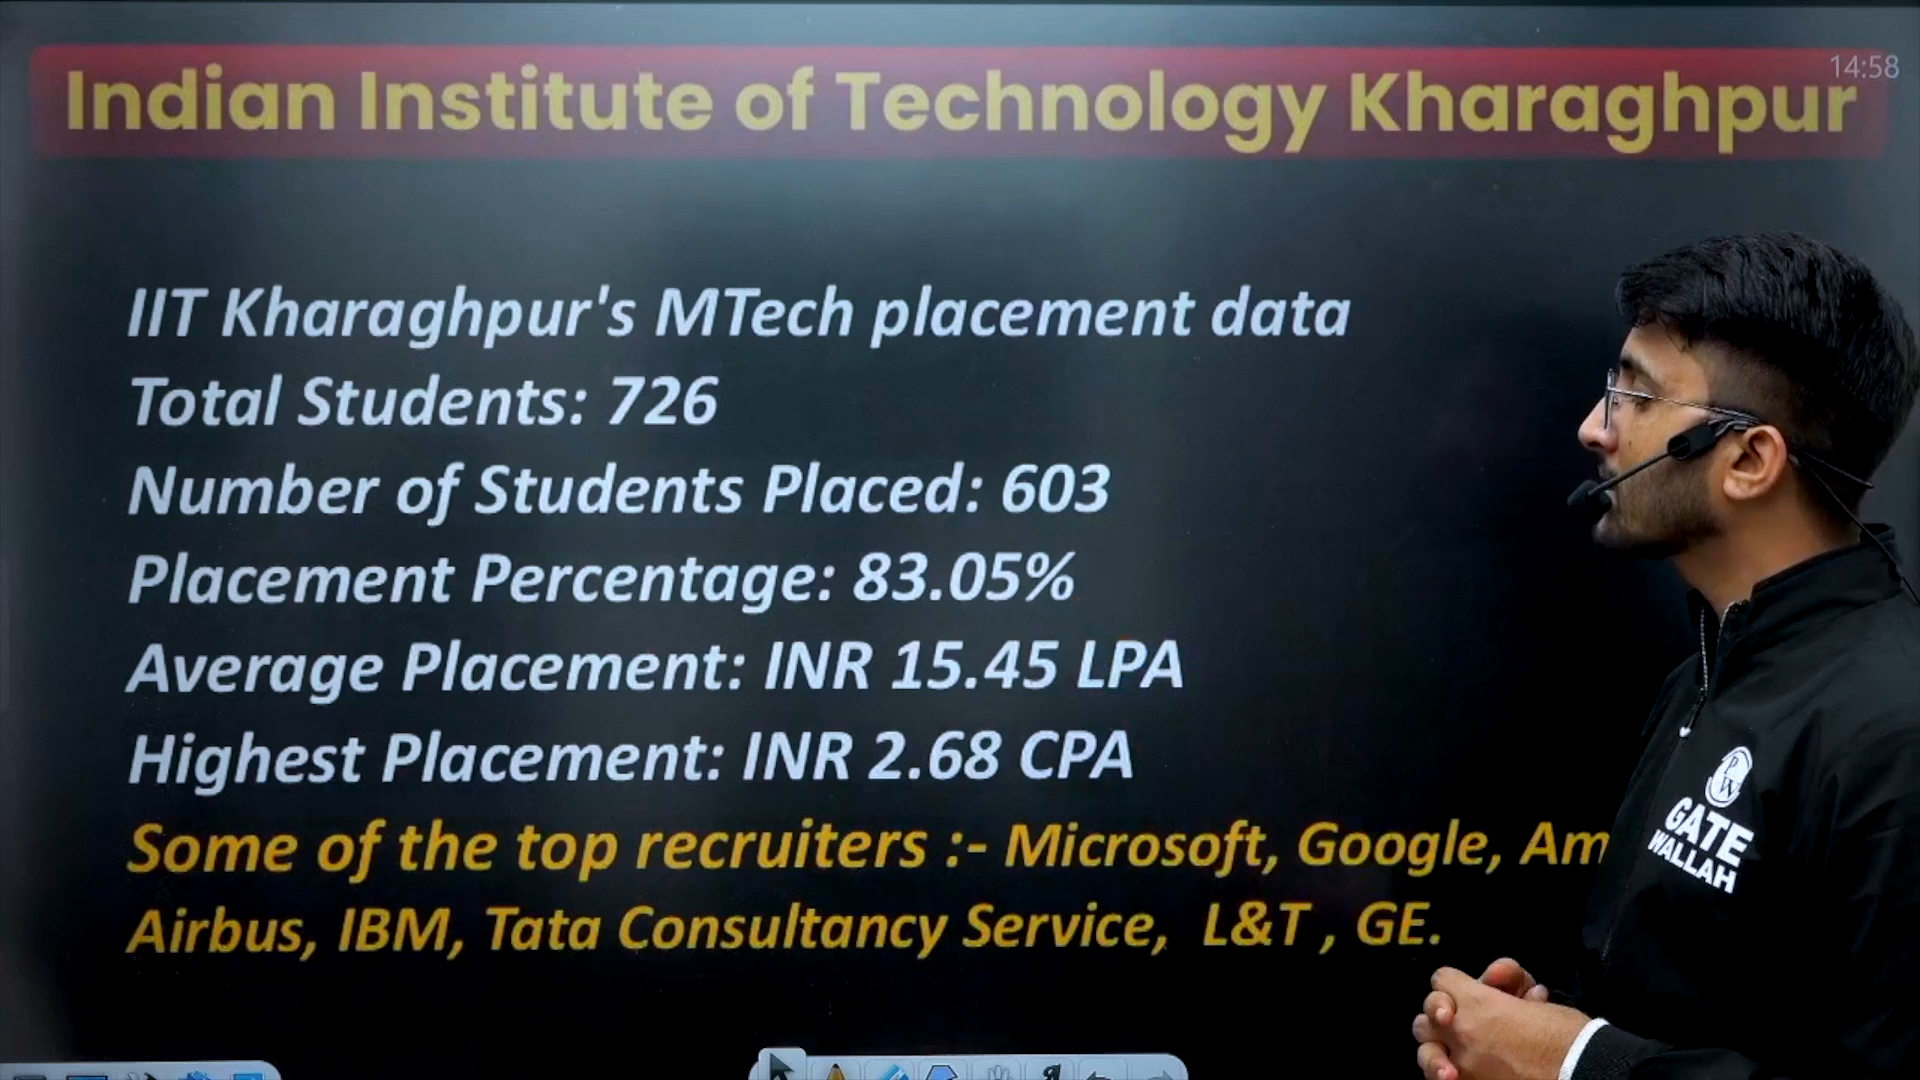 Indian Institute of Technology Kharaghpur
14:58
IIT Kharaghpur's MTech placement data
Total Students: 726
Number of Students Placed: 603
Placement Percentage: 83.05%
Average Placement: INR 15.45 LPA
Highest Placement: INR 2.68 CPA
Some of the top recruiters :- Microsoft, Google, Am
Airbus, IBM, Tata Consultancy Service, L&T , GE.
PW
GATE
WALLAH